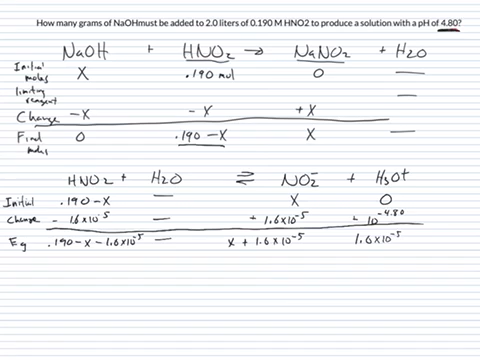 How many grams of NaOHmust be added to 2.0 liters of 0.190 M HNO2 to produce a solution with a pH of 4.80?
NaOH + HNO₂ → NaNO₂ + H2O
Initial moles X .190 mol 0 —
limiting reagent —
Change -X -X +X
Final moles 0 .190-X X —
HNO₂ + H₂O ⇌ NO₂⁻ + H₃O+
Initial .190-X — X 0
Change - 1.6x10⁻⁵ — + 1.6x10⁻⁵ + 10⁻⁴·⁸⁰
Eq .190-X-1.6x10⁻⁵ — X + 1.6x10⁻⁵ 1.6x10⁻⁵